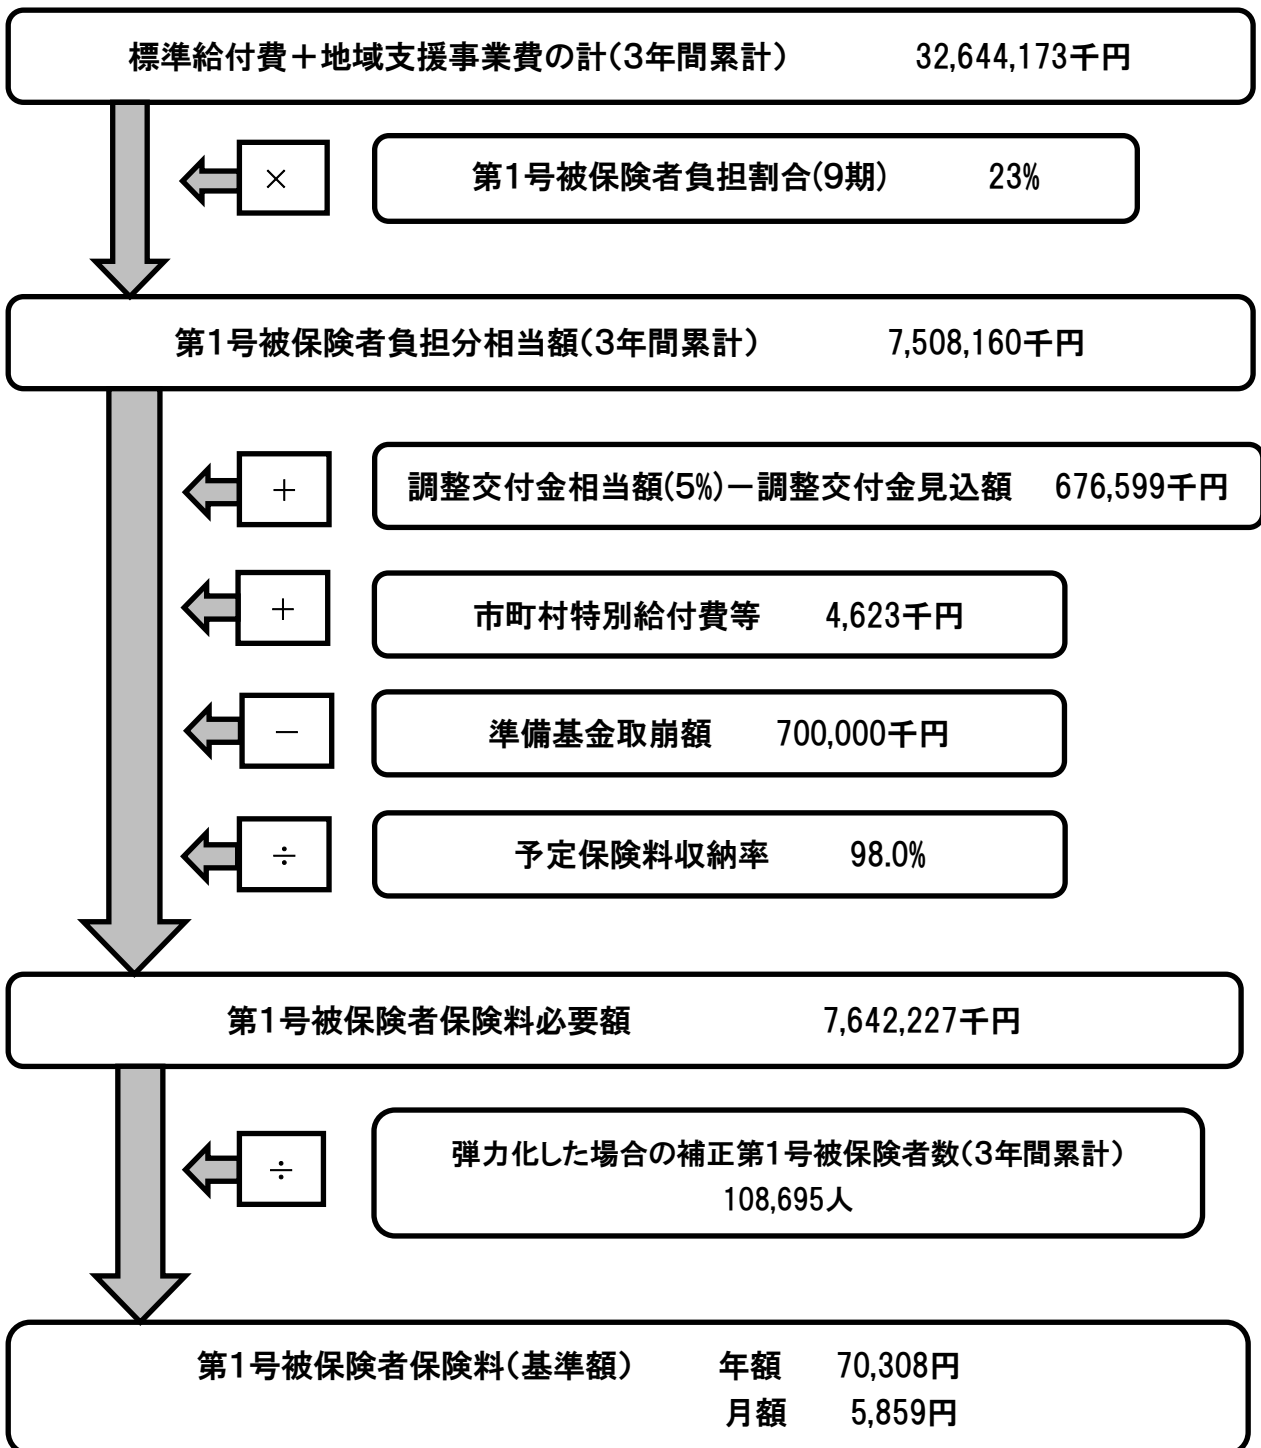 標準給付費＋地域支援事業費の計（３年間累計） 32,644,173千円
×
第１号被保険者負担割合(９期) 23%
第１号被保険者負担分相当額（３年間累計） 7,508,160千円
＋
調整交付金相当額(５%)－調整交付金見込額 676,599千円
＋
市町村特別給付費等 4,623千円
－
準備基金取崩額 700,000千円
÷
予定保険料収納率 98.0%
第１号被保険者保険料必要額 7,642,227千円
÷
弾力化した場合の補正第１号被保険者数（３年間累計）
108,695人
第１号被保険者保険料（基準額） 年額 70,308円
月額 5,859円